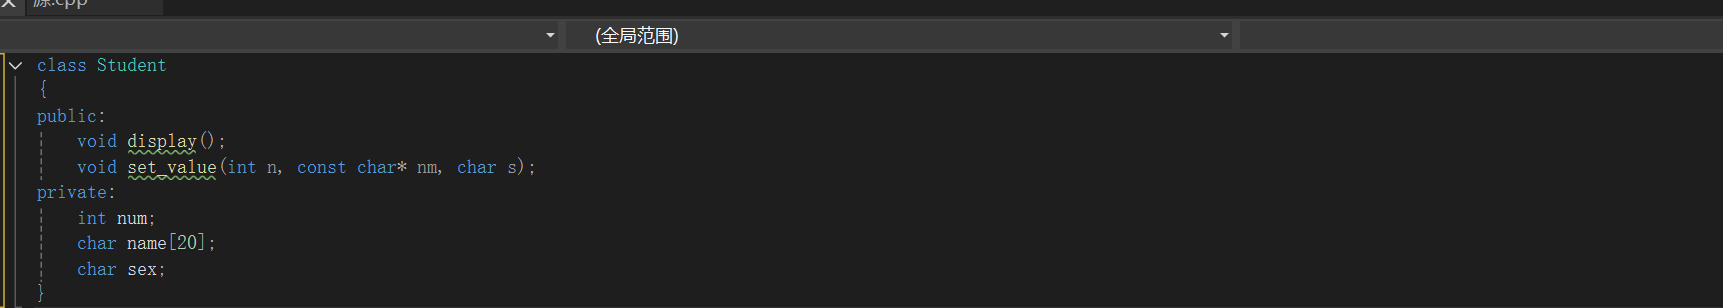 源.cpp
(全局范围)
class Student
{
public:
void display();
void set_value(int n, const char* nm, char s);
private:
int num;
char name[20];
char sex;
}